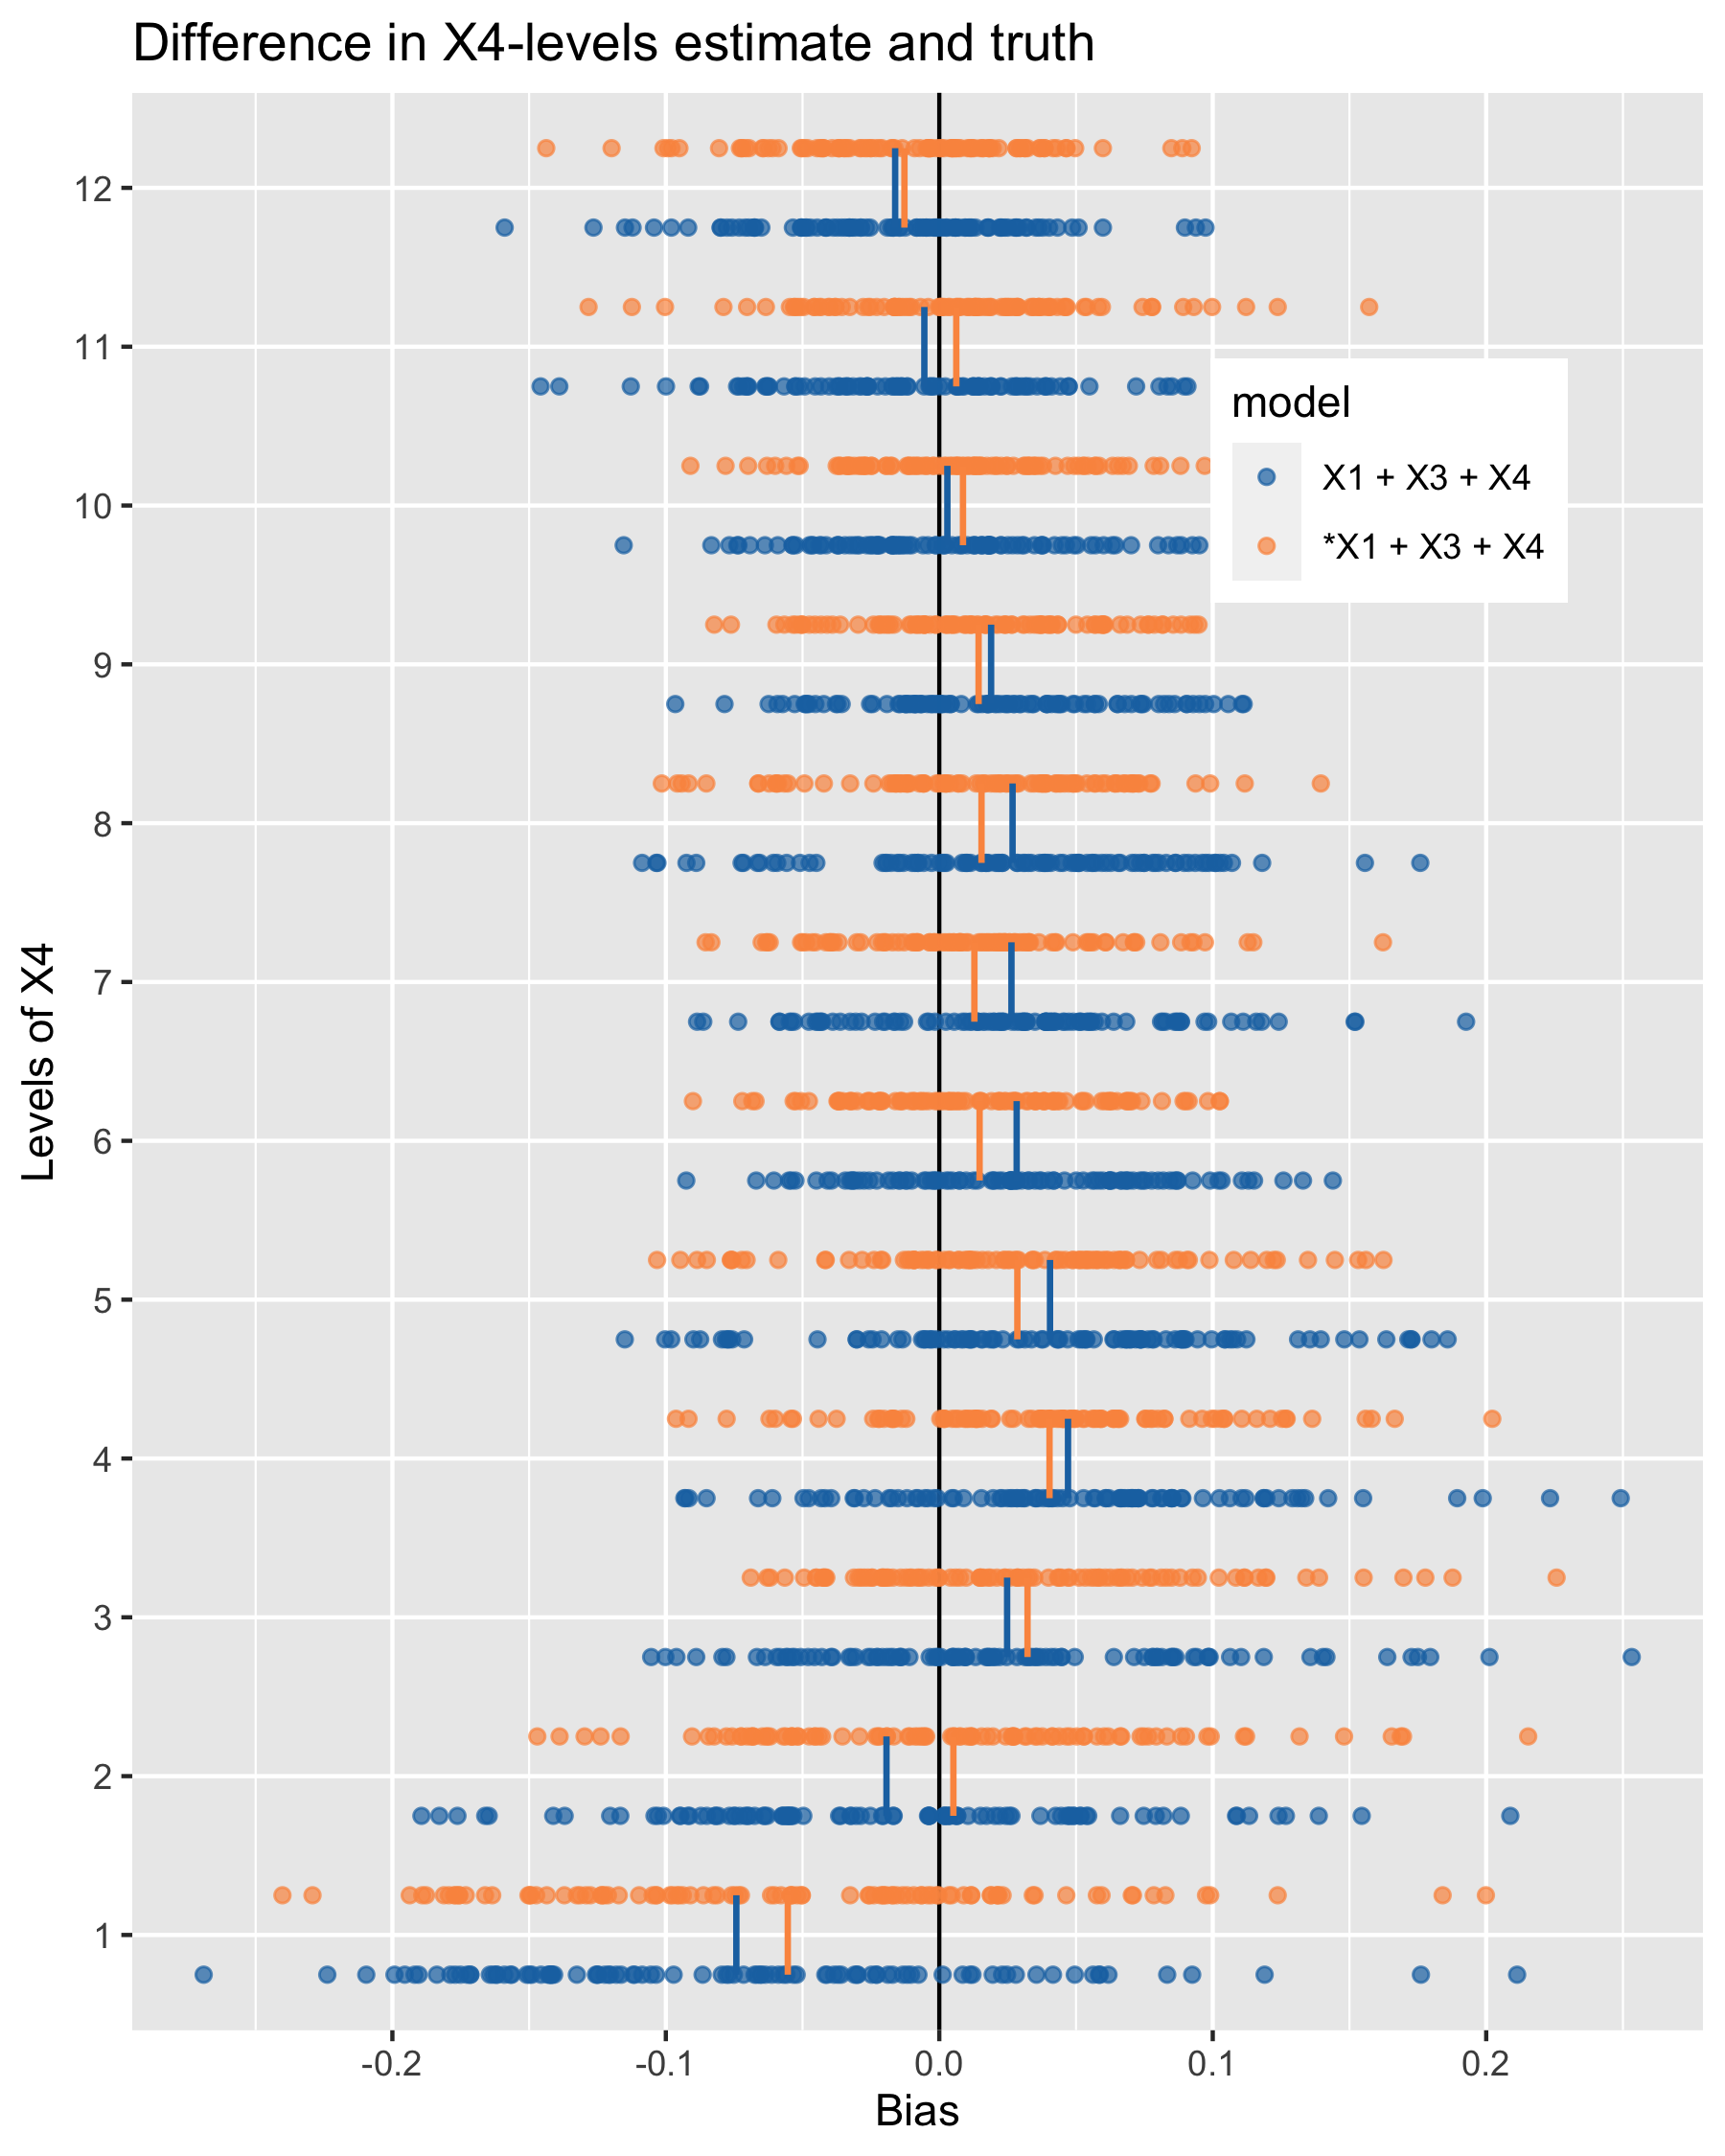 Difference in X4-levels estimate and truth
Levels of X4
12
11
10
9
8
7
6
5
4
3
2
1
model
X1 + X3 + X4
*X1 + X3 + X4
-0.2
-0.1
0.0
0.1
0.2
Bias